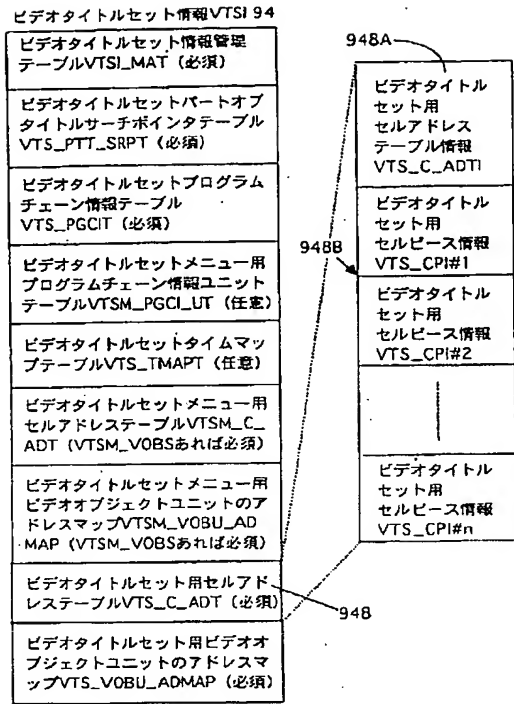 ビデオタイトルセット情報VTSI 94
ビデオタイトルセット情報管理
テーブルVTSI_MAT（必須）
ビデオタイトルセットパートオブ
タイトルサーチポインタテーブル
VTS_PTT_SRPT（必須）
ビデオタイトルセットプログラム
チェーン情報テーブル
VTS_PGCIT（必須）
ビデオタイトルセットメニュー用
プログラムチェーン情報ユニット
テーブルVTSM_PGCI_UT（任意）
ビデオタイトルセットタイムマッ
プテーブルVTS_TMAPT（任意）
ビデオタイトルセットメニュー用
セルアドレステーブルVTSM_C_
ADT（VTSM_VOBSあれば必須）
ビデオタイトルセットメニュー用
ビデオオブジェクトユニットのア
ドレスマップVTSM_VOBU_AD
MAP（VTSM_VOBSあれば必須）
ビデオタイトルセット用セルアド
レステーブルVTS_C_ADT（必須）
ビデオタイトルセット用ビデオオ
ブジェクトユニットのアドレスマ
ップVTS_VOBU_ADMAP（必須）
948
948A
ビデオタイトル
セット用
セルアドレス
テーブル情報
VTS_C_ADTI
948B
ビデオタイトル
セット用
セルピース情報
VTS_CPI#1
ビデオタイトル
セット用
セルピース情報
VTS_CPI#2
ビデオタイトル
セット用
セルピース情報
VTS_CPI#n